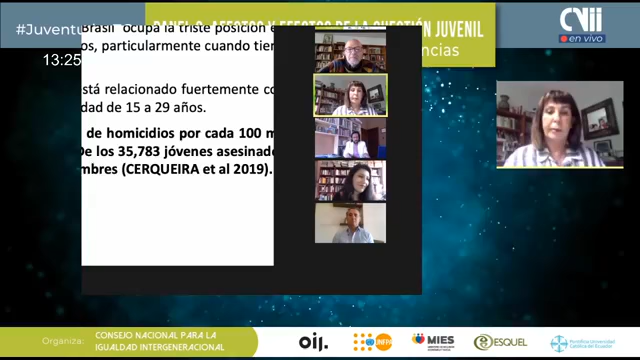 #Juventu
PANEL 2: AFECTOS Y EFECTOS DE LA CUESTIÓN JUVENIL
encias
CNII
en vivo
13:25
Brasil" ocupa la triste posición e
os, particularmente cuando tien
stá relacionado fuertemente co
dad de 15 a 29 años.
de homicidios por cada 100 m
De los 35,783 jóvenes asesinado
mbres (CERQUEIRA et al 2019).
Organiza:
CONSEJO NACIONAL PARA LA
IGUALDAD INTERGENERACIONAL
oij.
UNFPA
MIES
ESQUEL
Pontificia Universidad
Católica del Ecuador